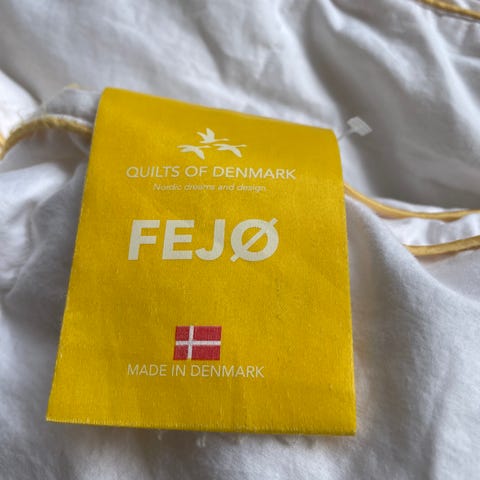 QUILTS OF DENMARK
Nordic dreams and design
FEJØ
MADE IN DENMARK